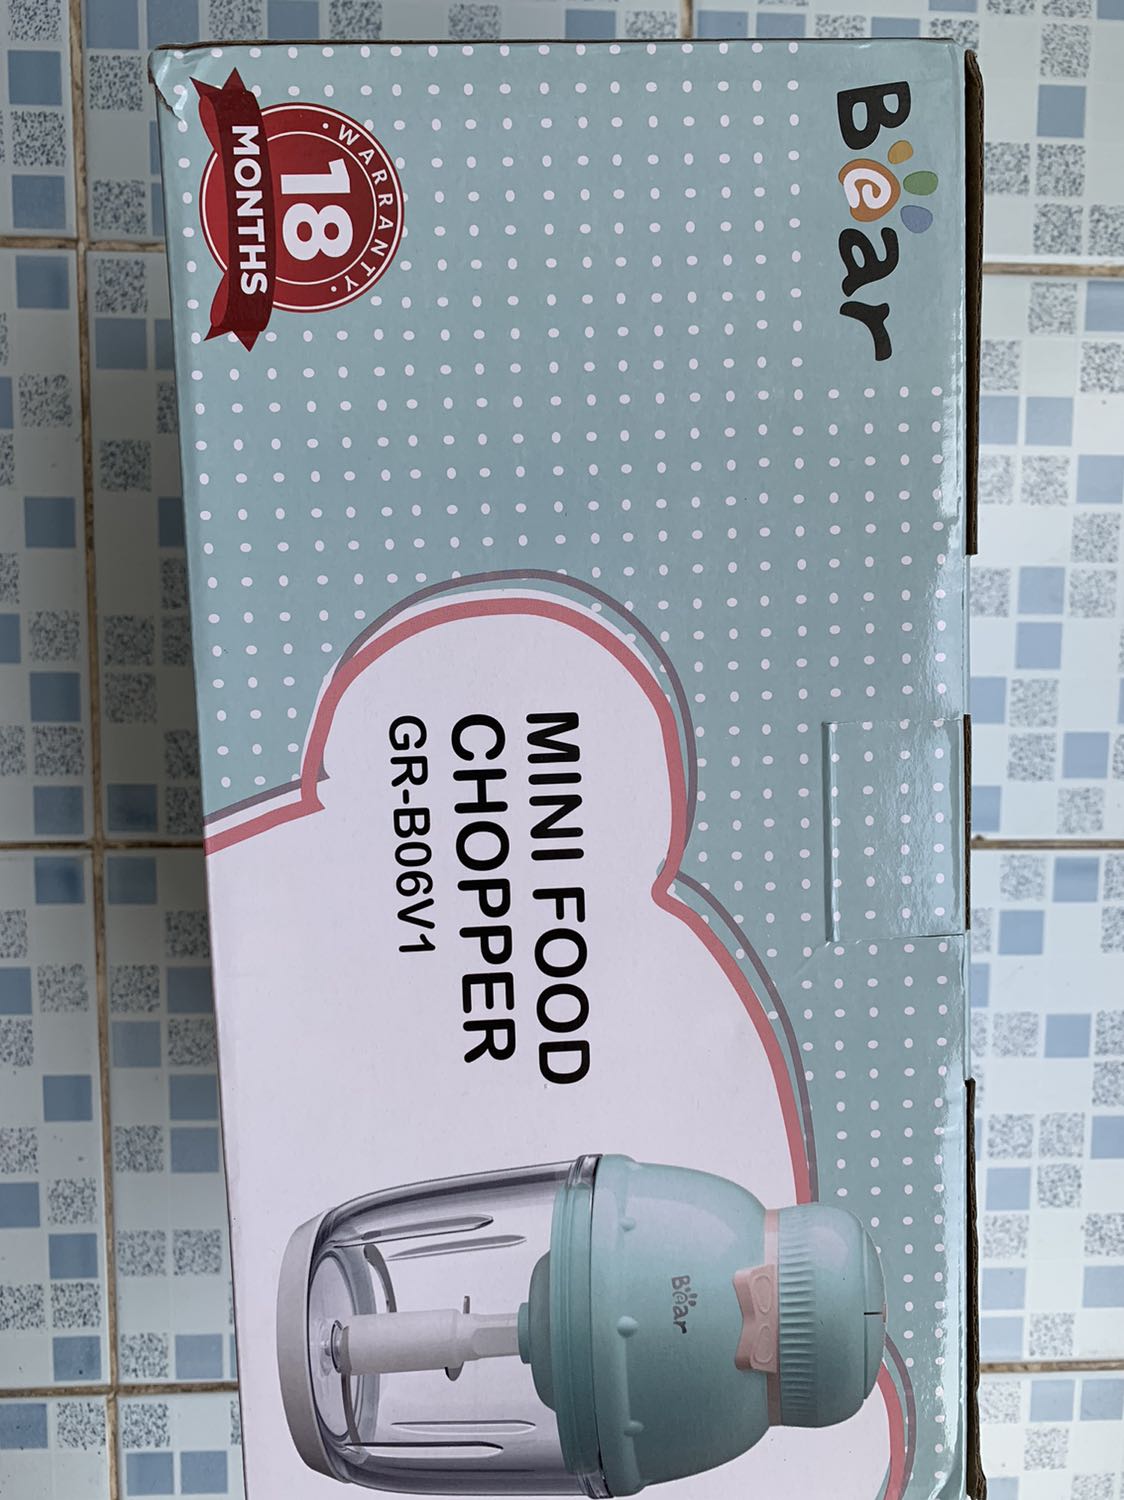 Bear
WARRANTY
18
MONTHS
MINI FOOD
CHOPPER
GR-B06V1
Bear